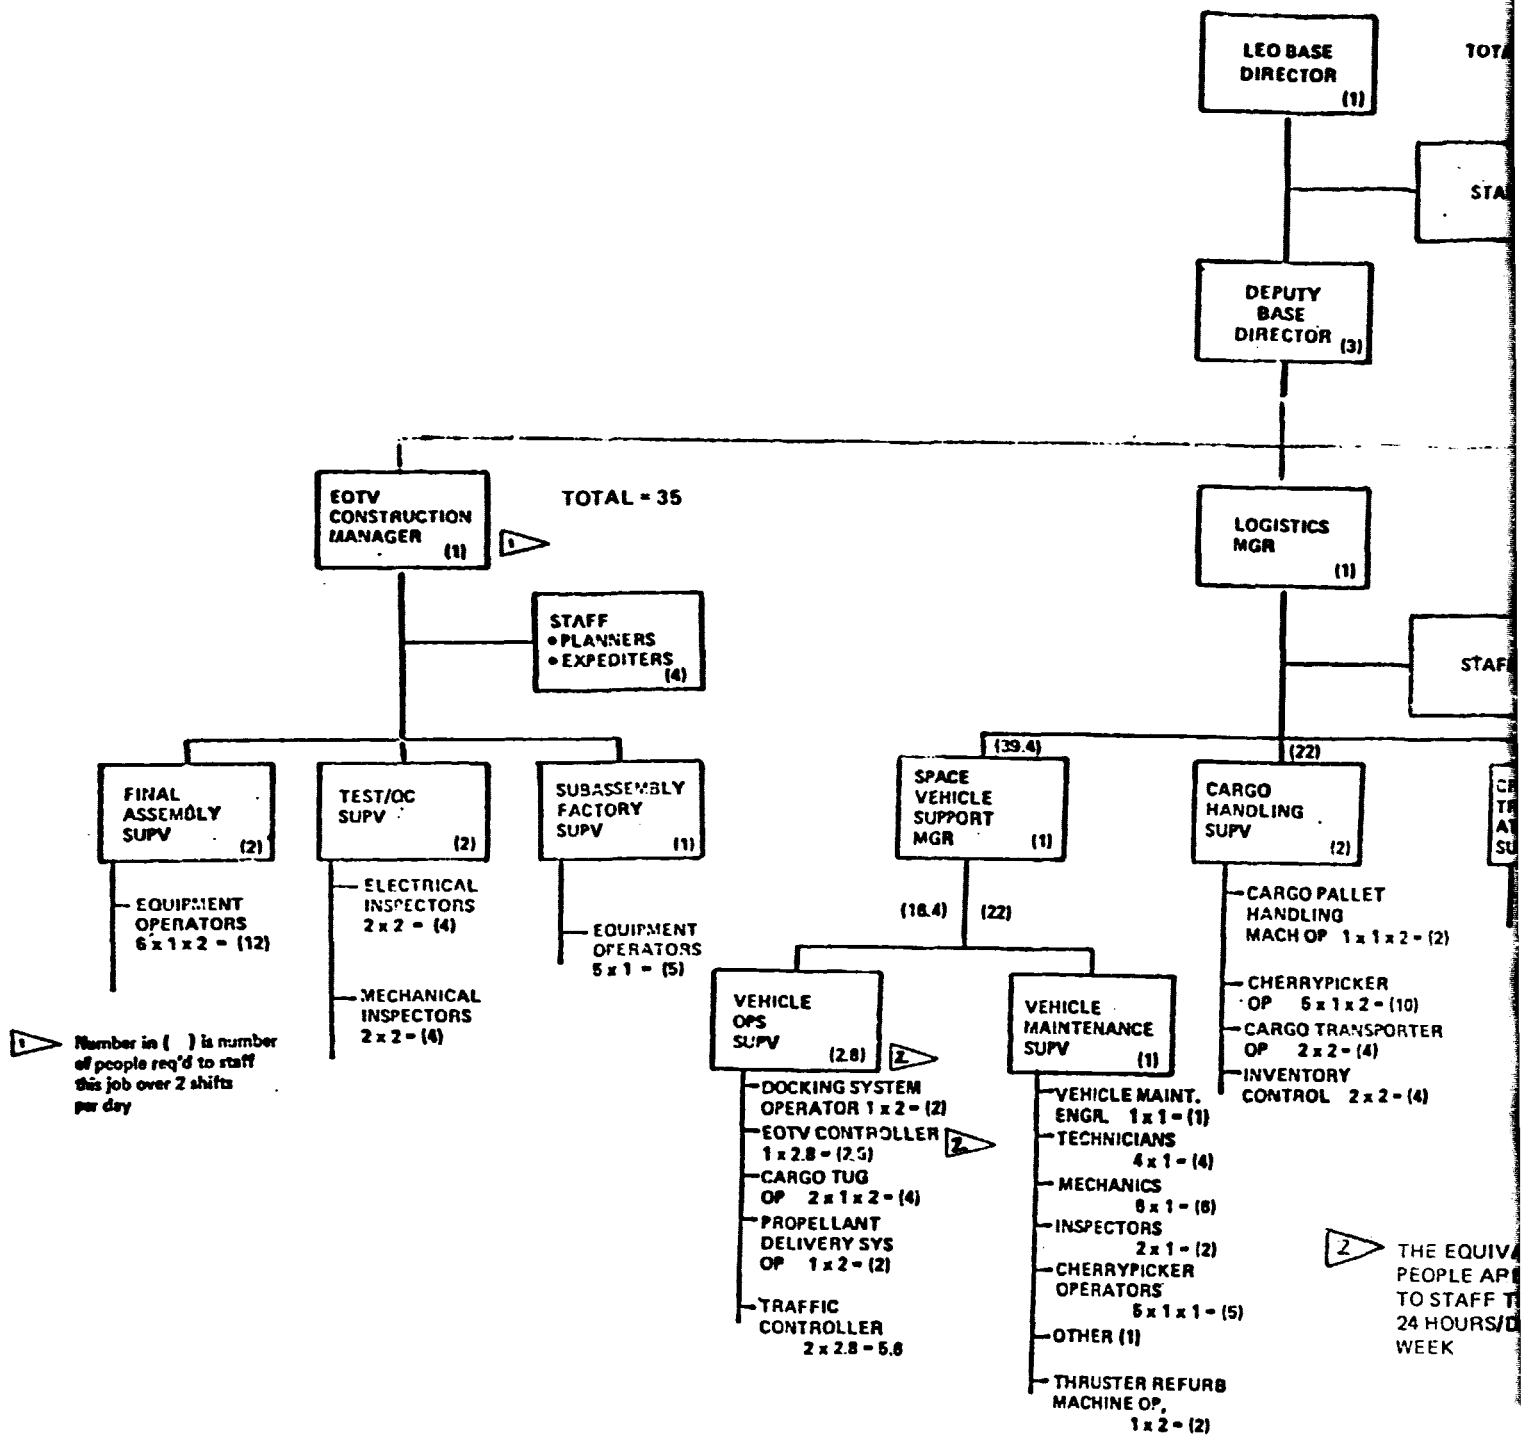 LEO BASE
DIRECTOR
(1)
DEPUTY
BASE
DIRECTOR (3)
EOTV
CONSTRUCTION
MANAGER
(1)
1
TOTAL = 35
LOGISTICS
MGR
(1)
STAFF
• PLANNERS
• EXPEDITERS
(4)
FINAL
ASSEMBLY
SUPV
(2)
EQUIPMENT
OPERATORS
6 x 1 x 2 = (12)
TEST/QC
SUPV
(2)
ELECTRICAL
INSPECTORS
2 x 2 = (4)
MECHANICAL
INSPECTORS
2 x 2 = (4)
SUBASSEMBLY
FACTORY
SUPV
(1)
EQUIPMENT
OPERATORS
5 x 1 = (5)
(39.4)
SPACE
VEHICLE
SUPPORT
MGR (1)
(16.4) (22)
VEHICLE
OPS
SUPV
(2.8)
2
DOCKING SYSTEM
OPERATOR 1 x 2 = (2)
EOTV CONTROLLER
2
1 x 2.8 =
CARGO TUG
OP 2 x 1 x 2 = (4)
PROPELLANT
DELIVERY SYS
OP 1 x 2 = (2)
TRAFFIC
CONTROLLER
2 x 2.8 = 5.6
VEHICLE
MAINTENANCE
SUPV
(1)
VEHICLE MAINT.
ENGR. 1 x 1 = (1)
TECHNICIANS
4 x 1 = (4)
MECHANICS
6 x 1 = (6)
INSPECTORS
2 x 1 = (2)
CHERRYPICKER
OPERATORS
5 x 1 x 1 = (5)
OTHER (1)
THRUSTER REFURB
MACHINE OP,
1 x 2 = (2)
(22)
CARGO
HANDLING
SUPV
(2)
CARGO PALLET
HANDLING
MACH OP 1 x 1 x 2 = (2)
CHERRYPICKER
OP 5 x 1 x 2 = (10)
CARGO TRANSPORTER
OP 2 x 2 = (4)
INVENTORY
CONTROL 2 x 2 = (4)
1
Number in ( ) is number
of people req'd to staff
this job over 2 shifts
per day
2
THE
PEOPLE
TO STAFF
24 HOURS/
WEEK